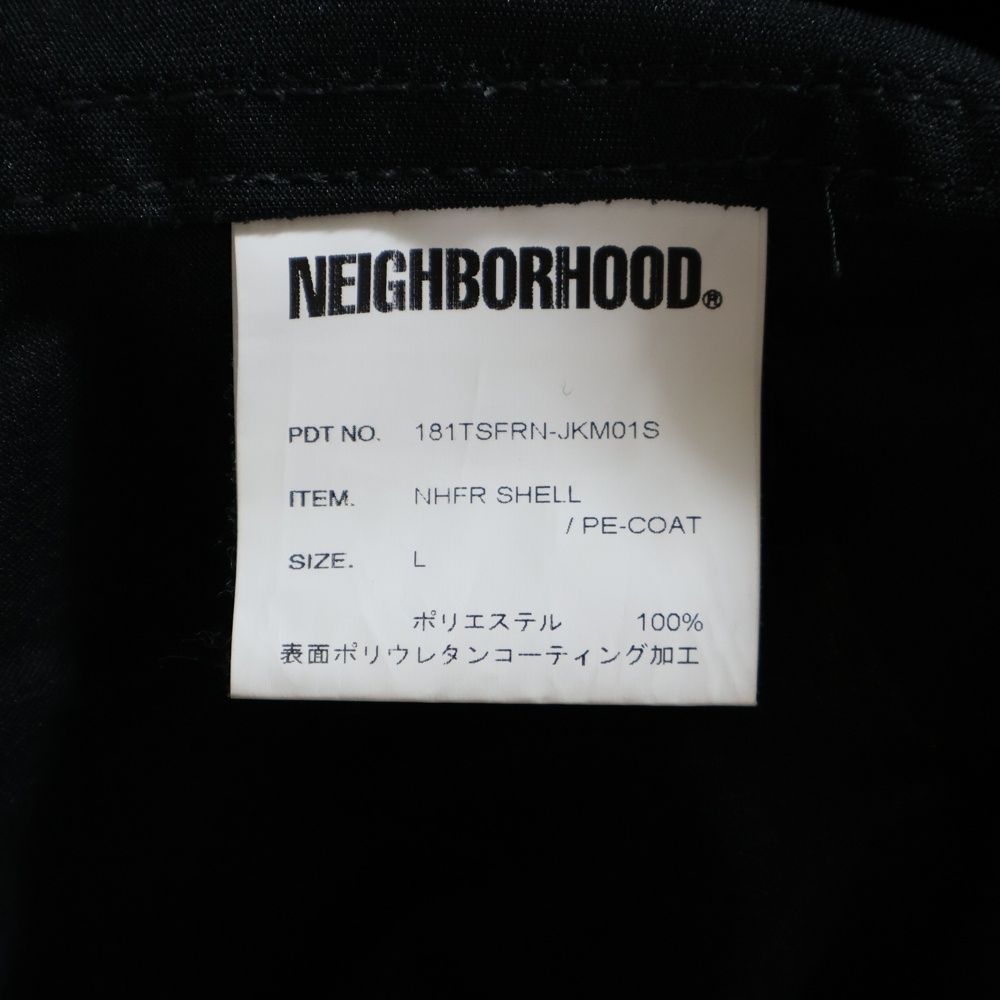 NEIGHBORHOOD®
PDT NO. 181TSFRN-JKM01S
ITEM. NHFR SHELL
/ PE-COAT
SIZE. L
ポリエステル 100%
表面ポリウレタンコーティング加工